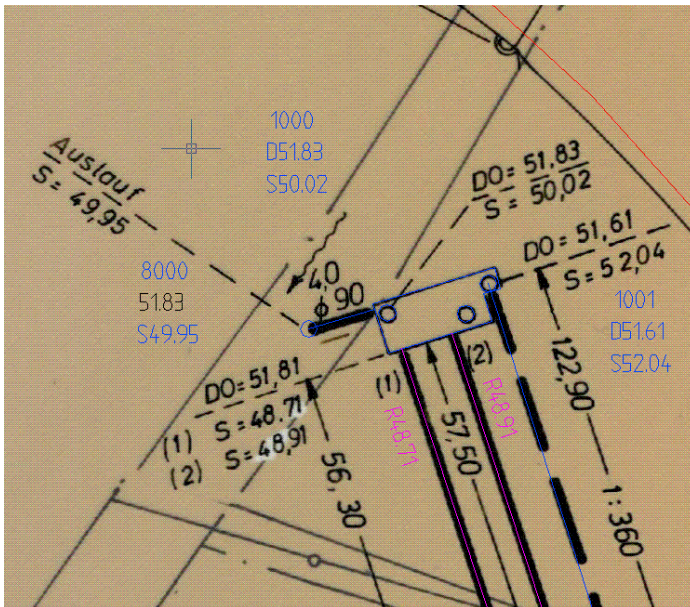 1000
D51.83
S50.02
Auslauf
S = 49,95
DO = 51,83
S = 50,02
DO = 51,61
S = 52,04
8000
51.83
S49.95
4,0
ϕ 90
1001
D51.61
S52.04
DO = 51,81
(1) S = 48.71
(2) S = 48,91
(1)
(2)
R48.71
R48.91
122,90
57,50
56,30
1:360